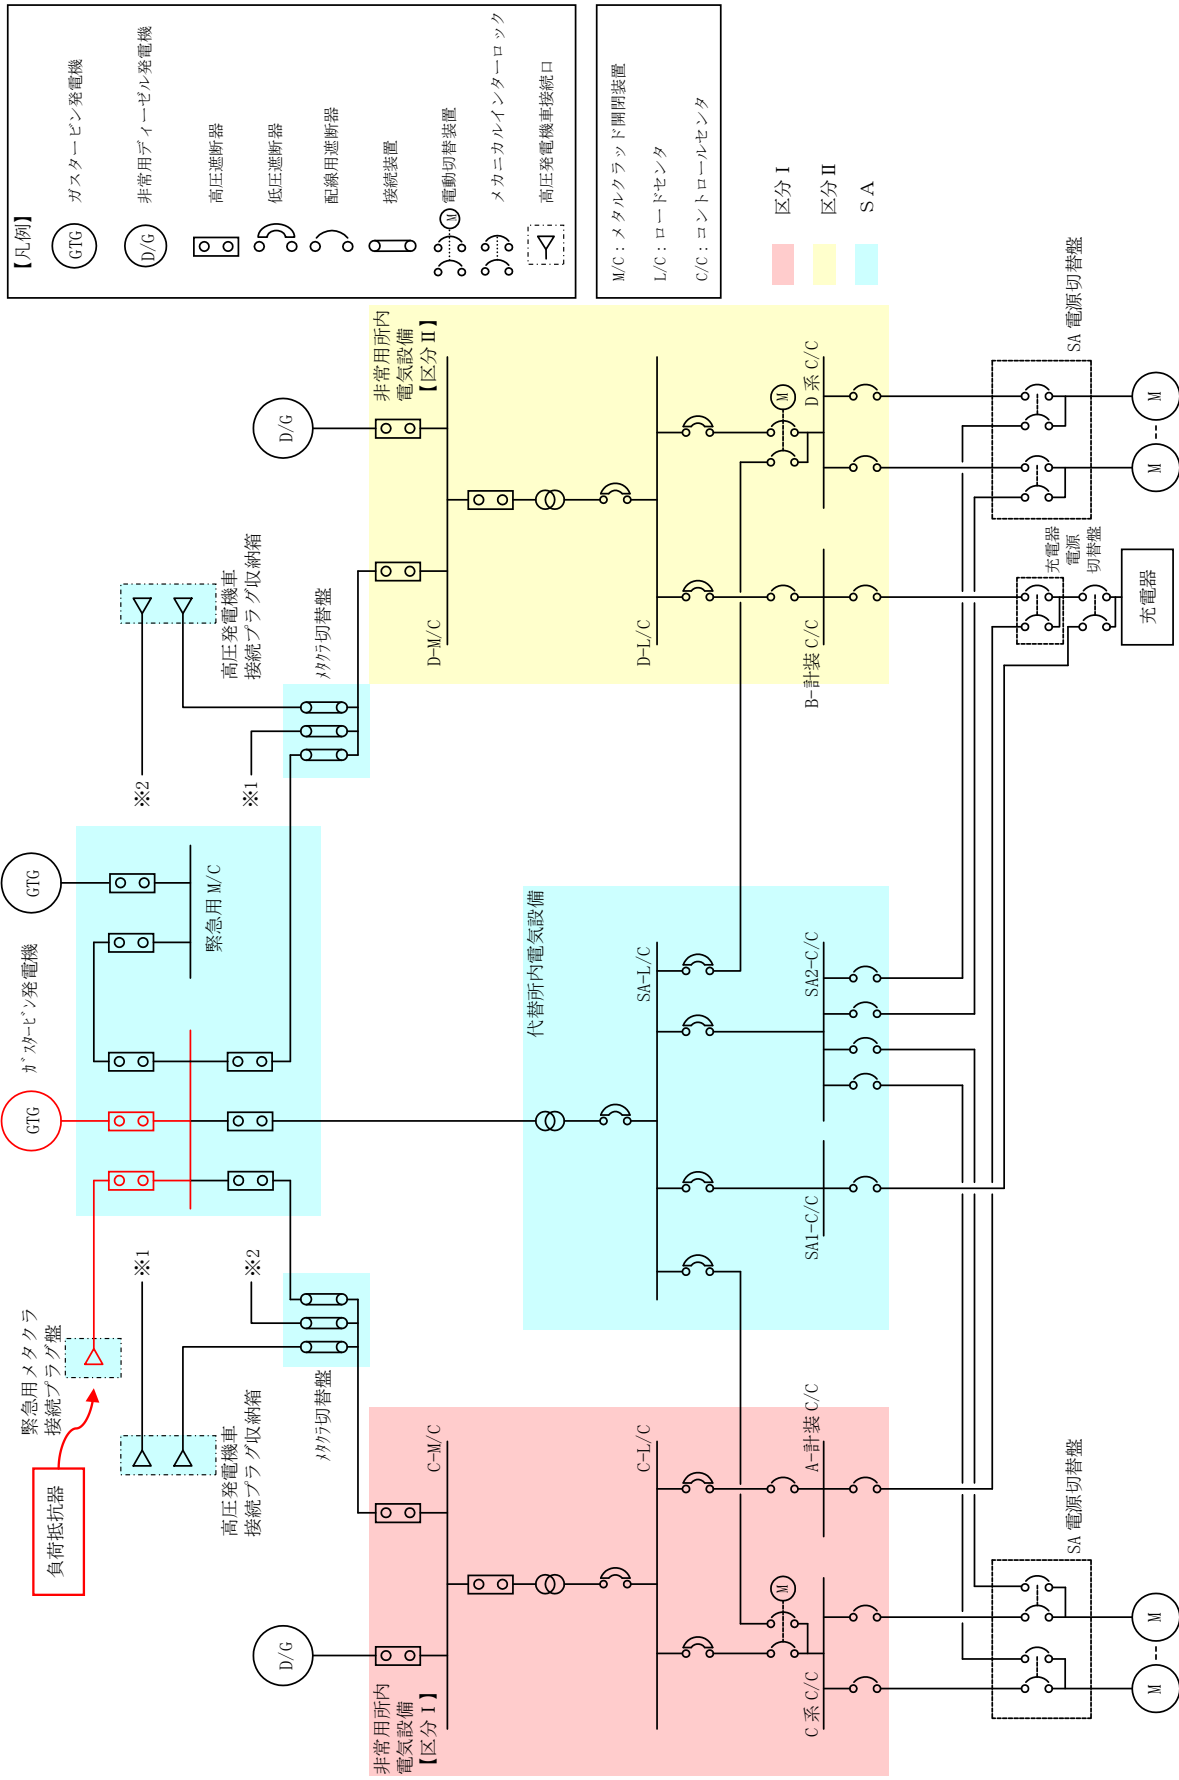 【凡例】
GTG ガスタービン発電機
D/G 非常用ディーゼル発電機
高圧遮断器
低圧遮断器
配線用遮断器
接続装置
M 電動切替装置
メカニカルインターロック
高圧発電機車接続口
M/C：メタルクラッド開閉装置
L/C：ロードセンタ
C/C：コントロールセンタ
区分Ⅰ
区分Ⅱ
ＳＡ
GTG
ｶﾞｽﾀｰﾋﾞﾝ発電機
GTG
緊急用 M/C
緊急用メタクラ
接続プラグ盤
負荷抵抗器
※1
※2
高圧発電機車
接続プラグ収納箱
ﾒﾀｸﾗ切替盤
※2
※1
高圧発電機車
接続プラグ収納箱
ﾒﾀｸﾗ切替盤
D/G
非常用所内
電気設備
【区分Ⅰ】
C-M/C
C-L/C
M
C 系 C/C
A-計装 C/C
代替所内電気設備
SA-L/C
SA1-C/C
SA2-C/C
D/G
非常用所内
電気設備
【区分Ⅱ】
D-M/C
D-L/C
M
B-計装 C/C
D 系 C/C
SA 電源切替盤
M
M
充電器
電源
切替盤
充電器
SA 電源切替盤
M
M